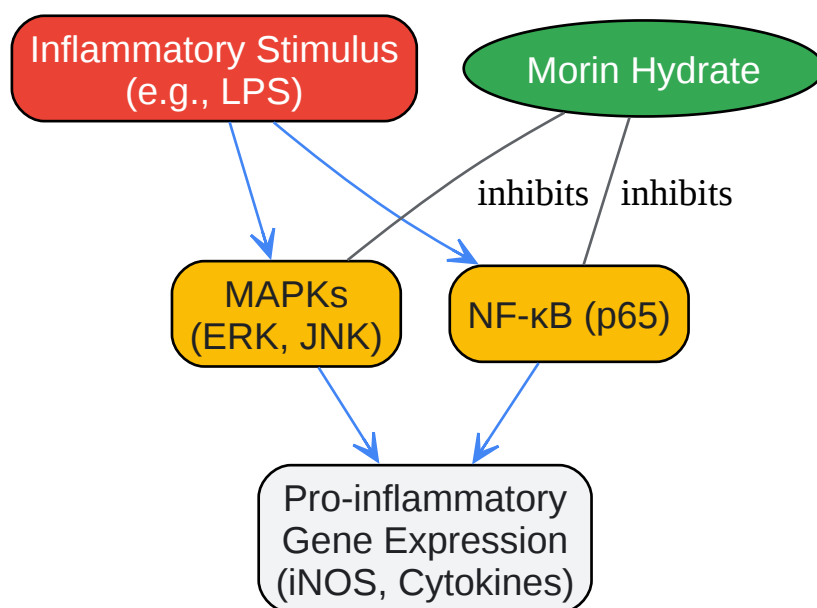 Inflammatory Stimulus
(e.g., LPS)
Morin Hydrate
inhibits
inhibits
MAPKs
(ERK, JNK)
NF-κB (p65)
Pro-inflammatory
Gene Expression
(iNOS, Cytokines)